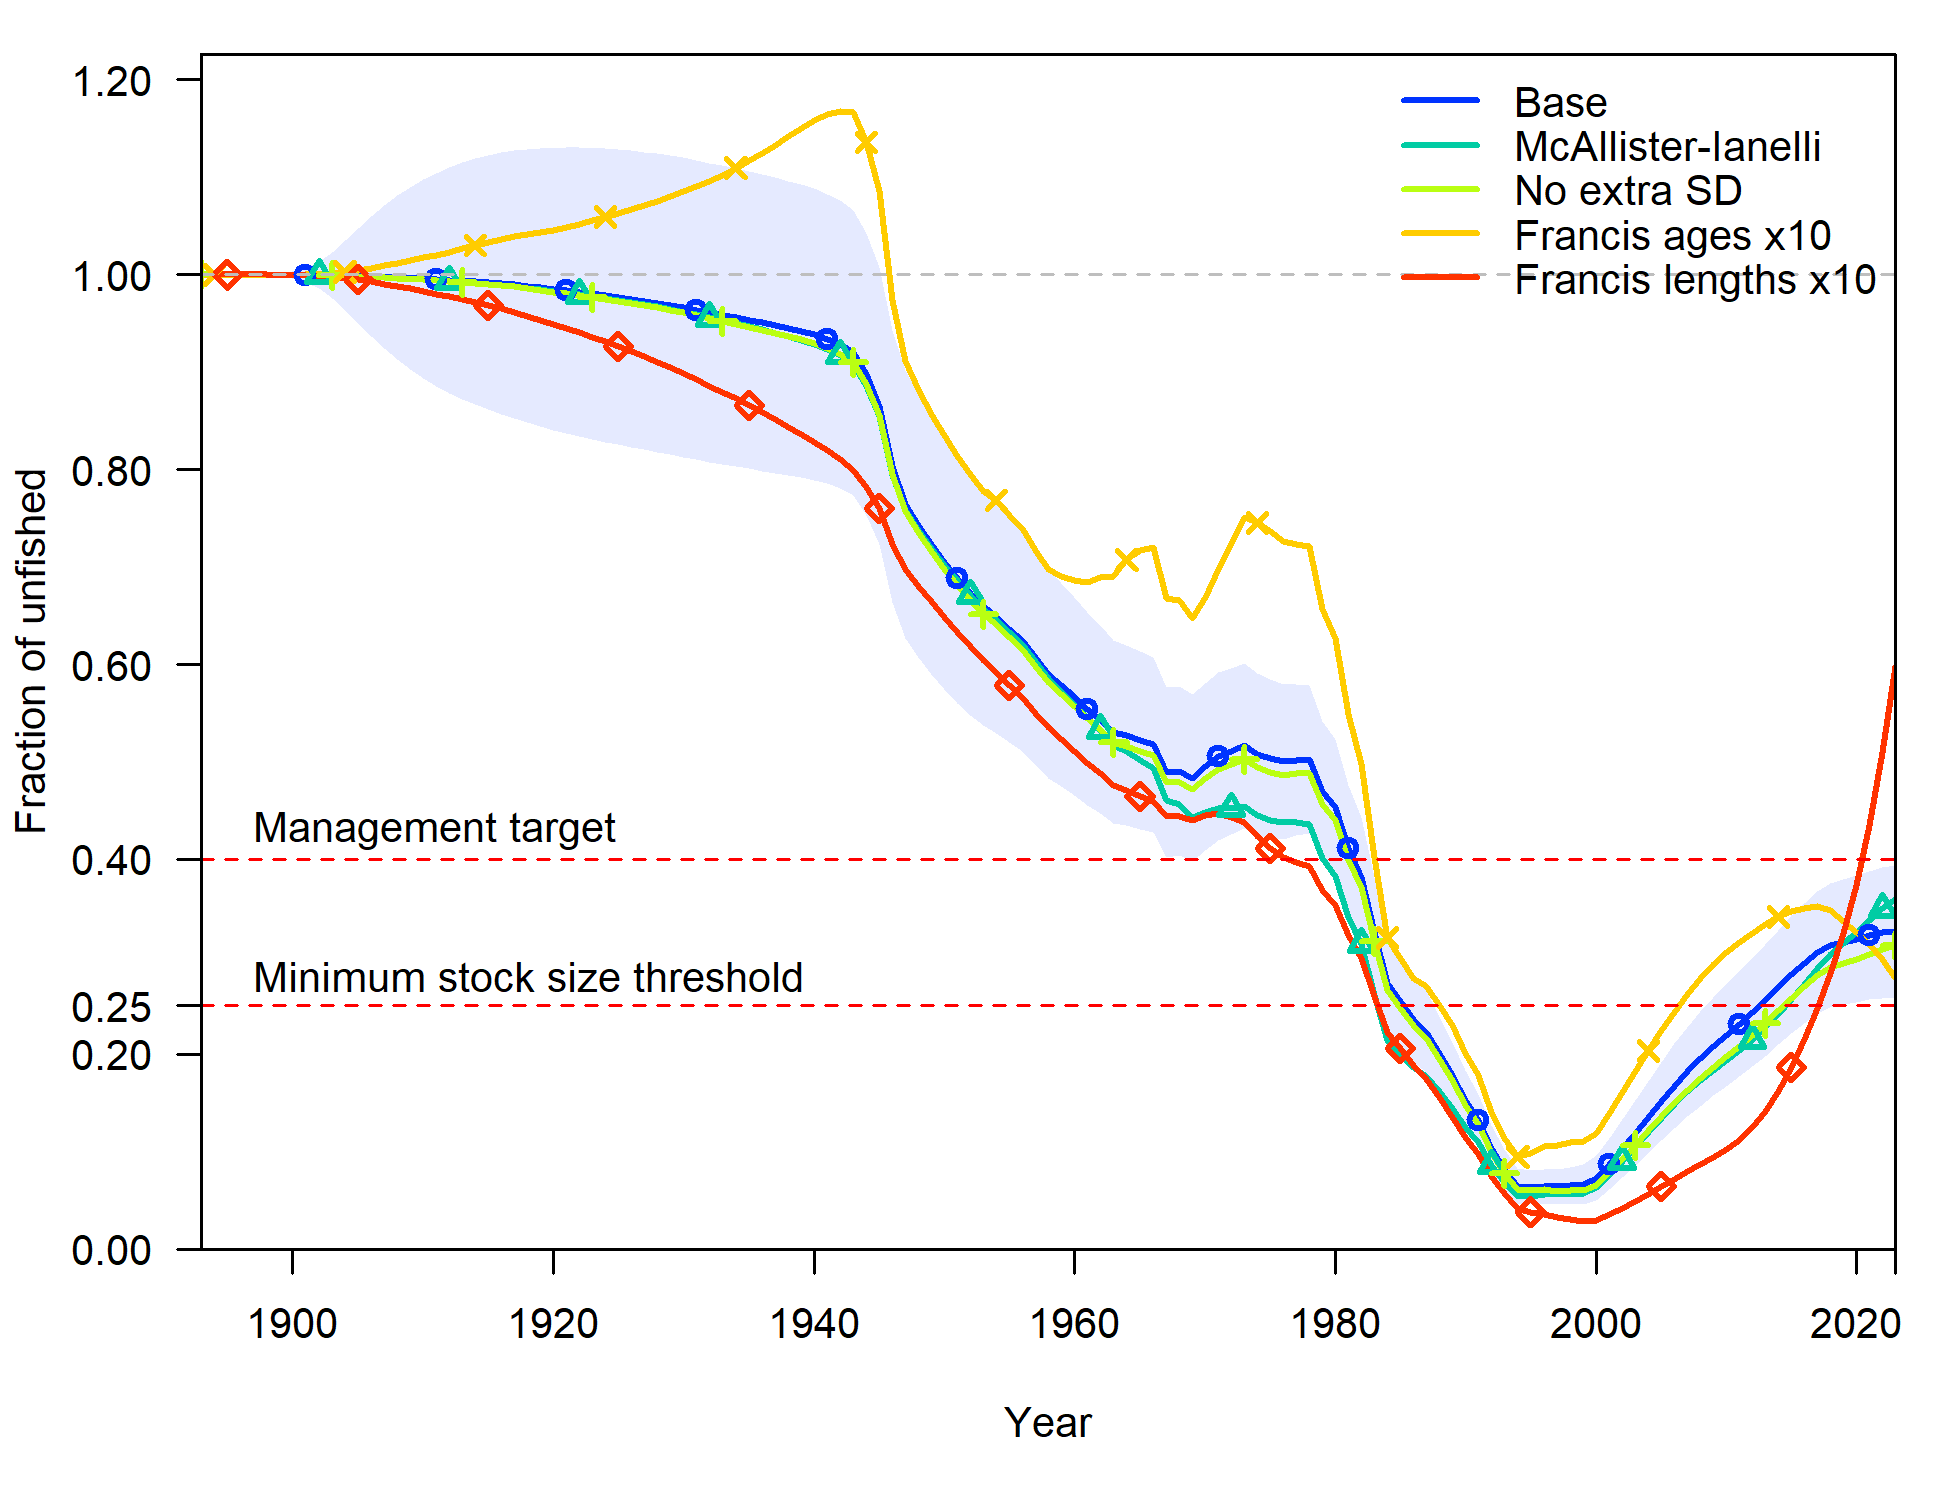 1.20
1.00
0.80
0.60
0.40
0.25
0.20
0.00
Fraction of unfished
Base
McAllister-Ianelli
No extra SD
Francis ages x10
Francis lengths x10
Management target
Minimum stock size threshold
1900 1920 1940 1960 1980 2000 2020
Year